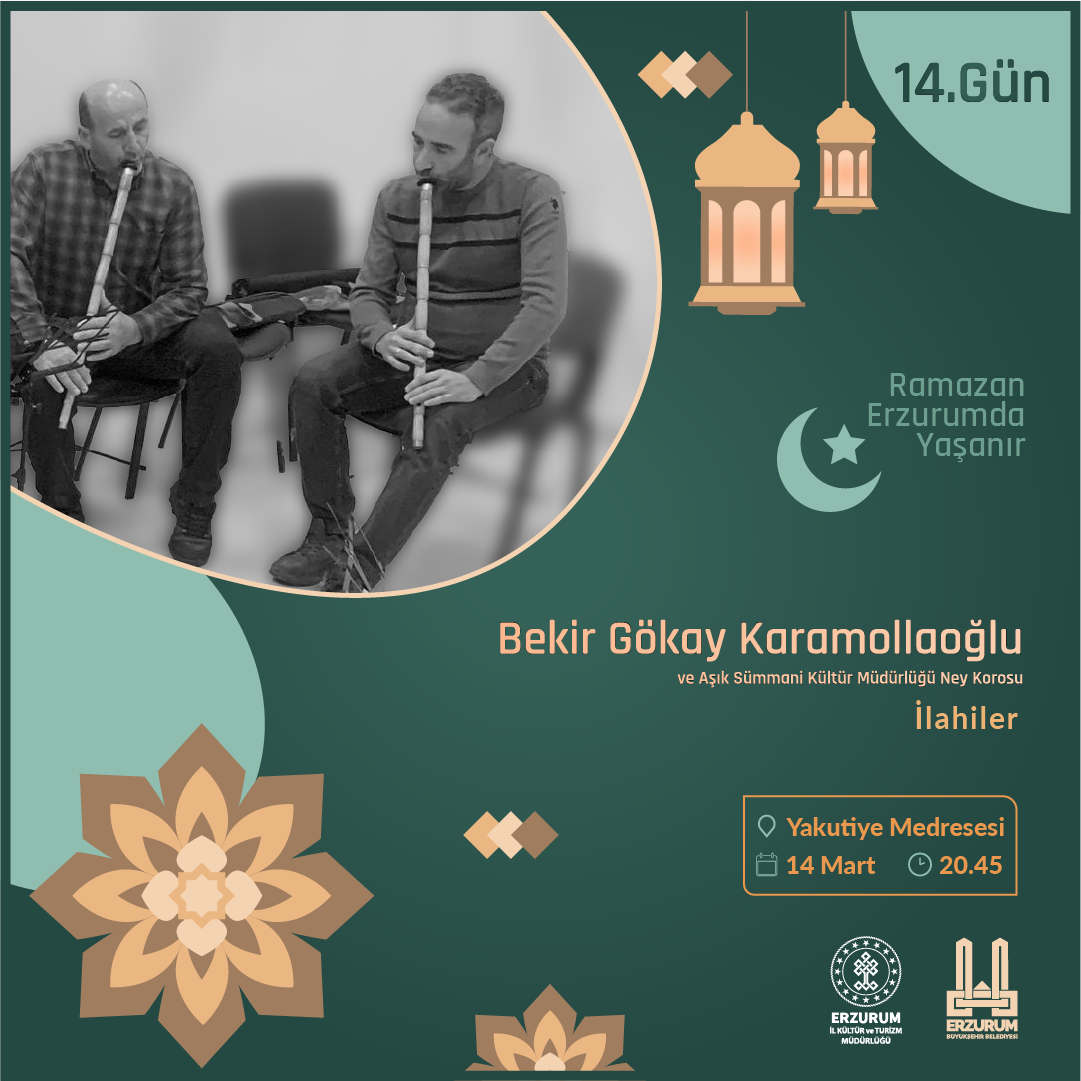 14.Gün
Ramazan
Erzurumda
Yaşanır
Bekir Gökay Karamollaoğlu
ve Aşık Sümmani Kültür Müdürlüğü Ney Korosu
İlahiler
Yakutiye Medresesi
14 Mart 20.45
ERZURUM
İL KÜLTÜR ve TURİZM
MÜDÜRLÜĞÜ
ERZURUM
BÜYÜKŞEHİR BELEDİYESİ